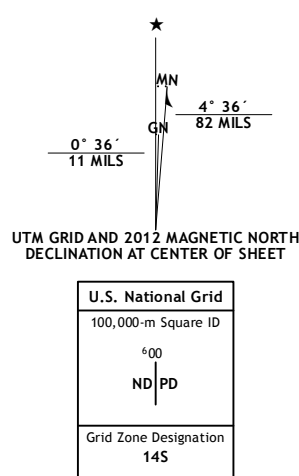 ★
MN
GN
4° 36´
82 MILS
0° 36´
11 MILS
UTM GRID AND 2012 MAGNETIC NORTH
DECLINATION AT CENTER OF SHEET
U.S. National Grid
100,000-m Square ID
⁶00
ND PD
Grid Zone Designation
14S